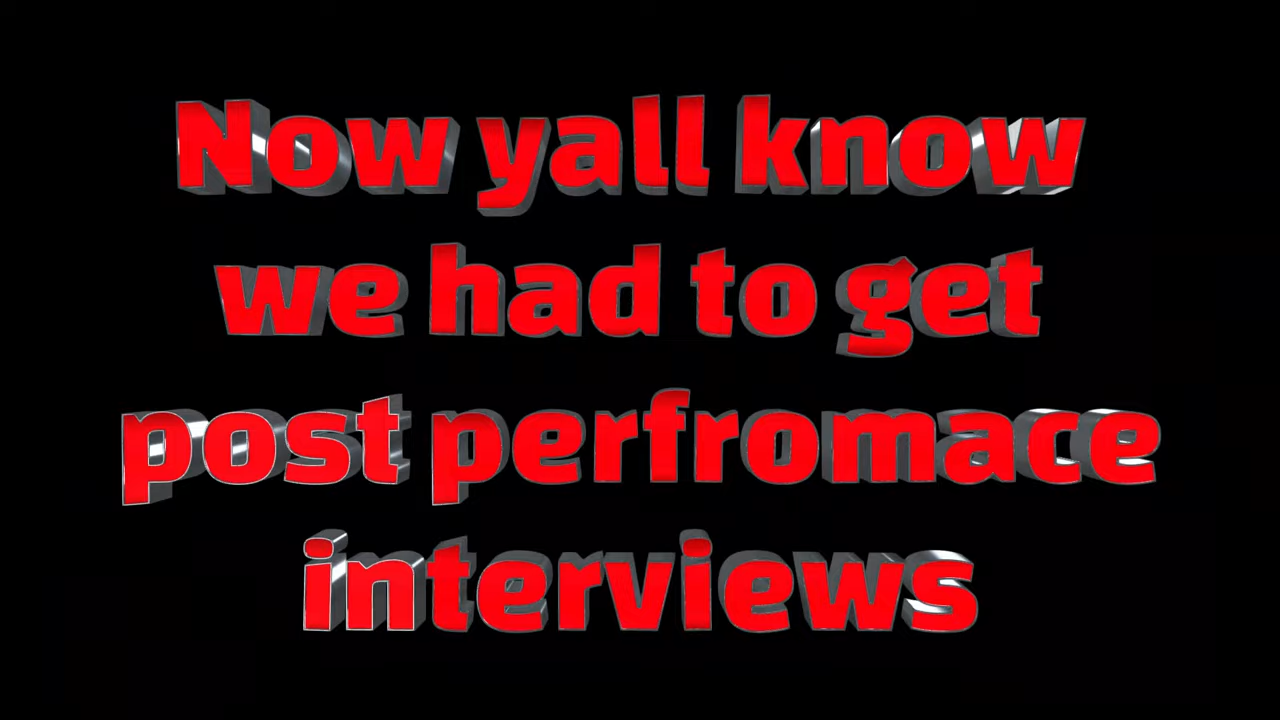 Now yall know
we had to get
post perfromace
interviews